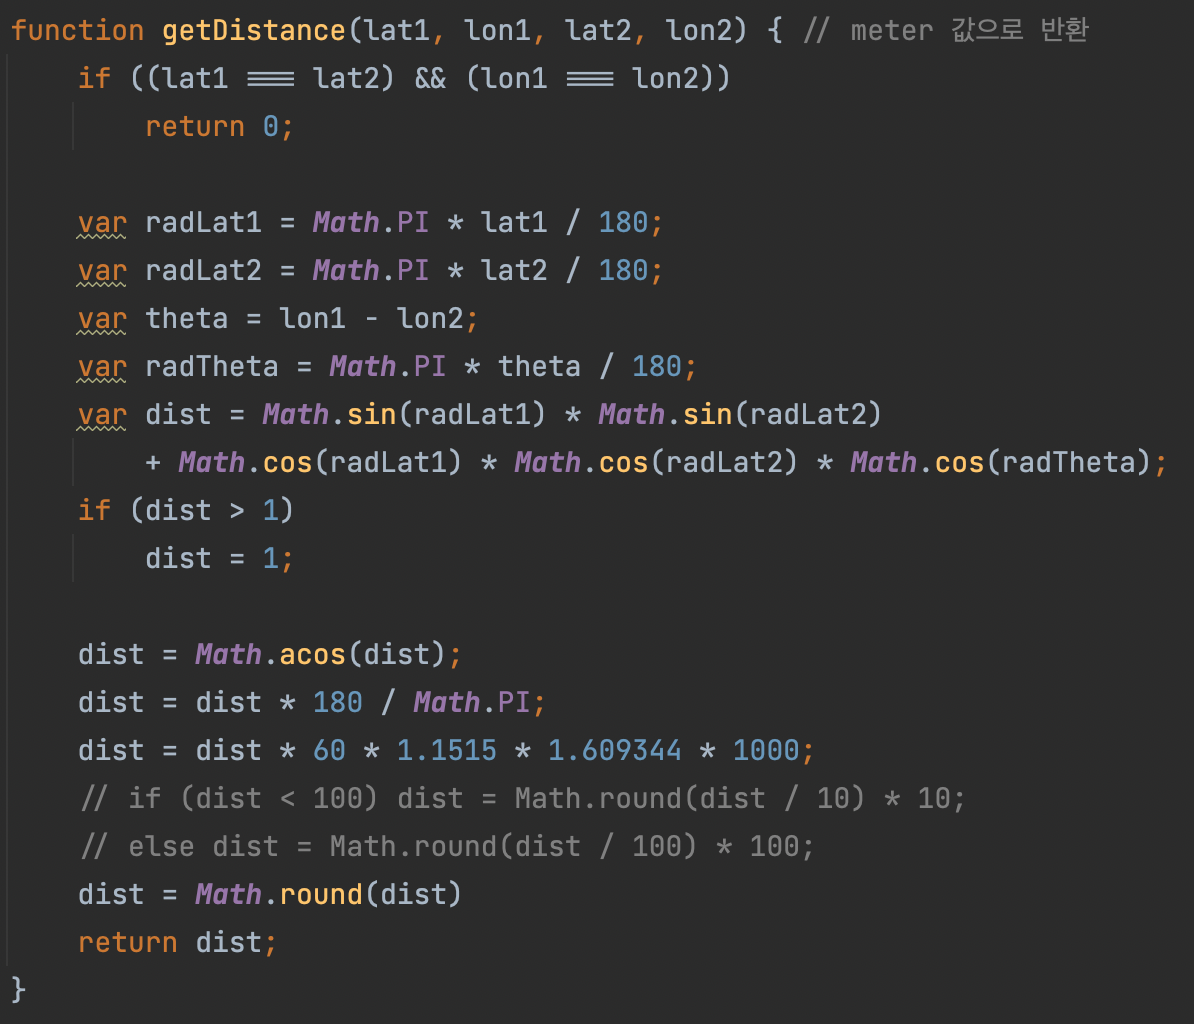 function getDistance(lat1, lon1, lat2, lon2) { // meter 값으로 반환
    if ((lat1 === lat2) && (lon1 === lon2))
        return 0;

    var radLat1 = Math.PI * lat1 / 180;
    var radLat2 = Math.PI * lat2 / 180;
    var theta = lon1 - lon2;
    var radTheta = Math.PI * theta / 180;
    var dist = Math.sin(radLat1) * Math.sin(radLat2)
        + Math.cos(radLat1) * Math.cos(radLat2) * Math.cos(radTheta);
    if (dist > 1)
        dist = 1;

    dist = Math.acos(dist);
    dist = dist * 180 / Math.PI;
    dist = dist * 60 * 1.1515 * 1.609344 * 1000;
    // if (dist < 100) dist = Math.round(dist / 10) * 10;
    // else dist = Math.round(dist / 100) * 100;
    dist = Math.round(dist)
    return dist;
}